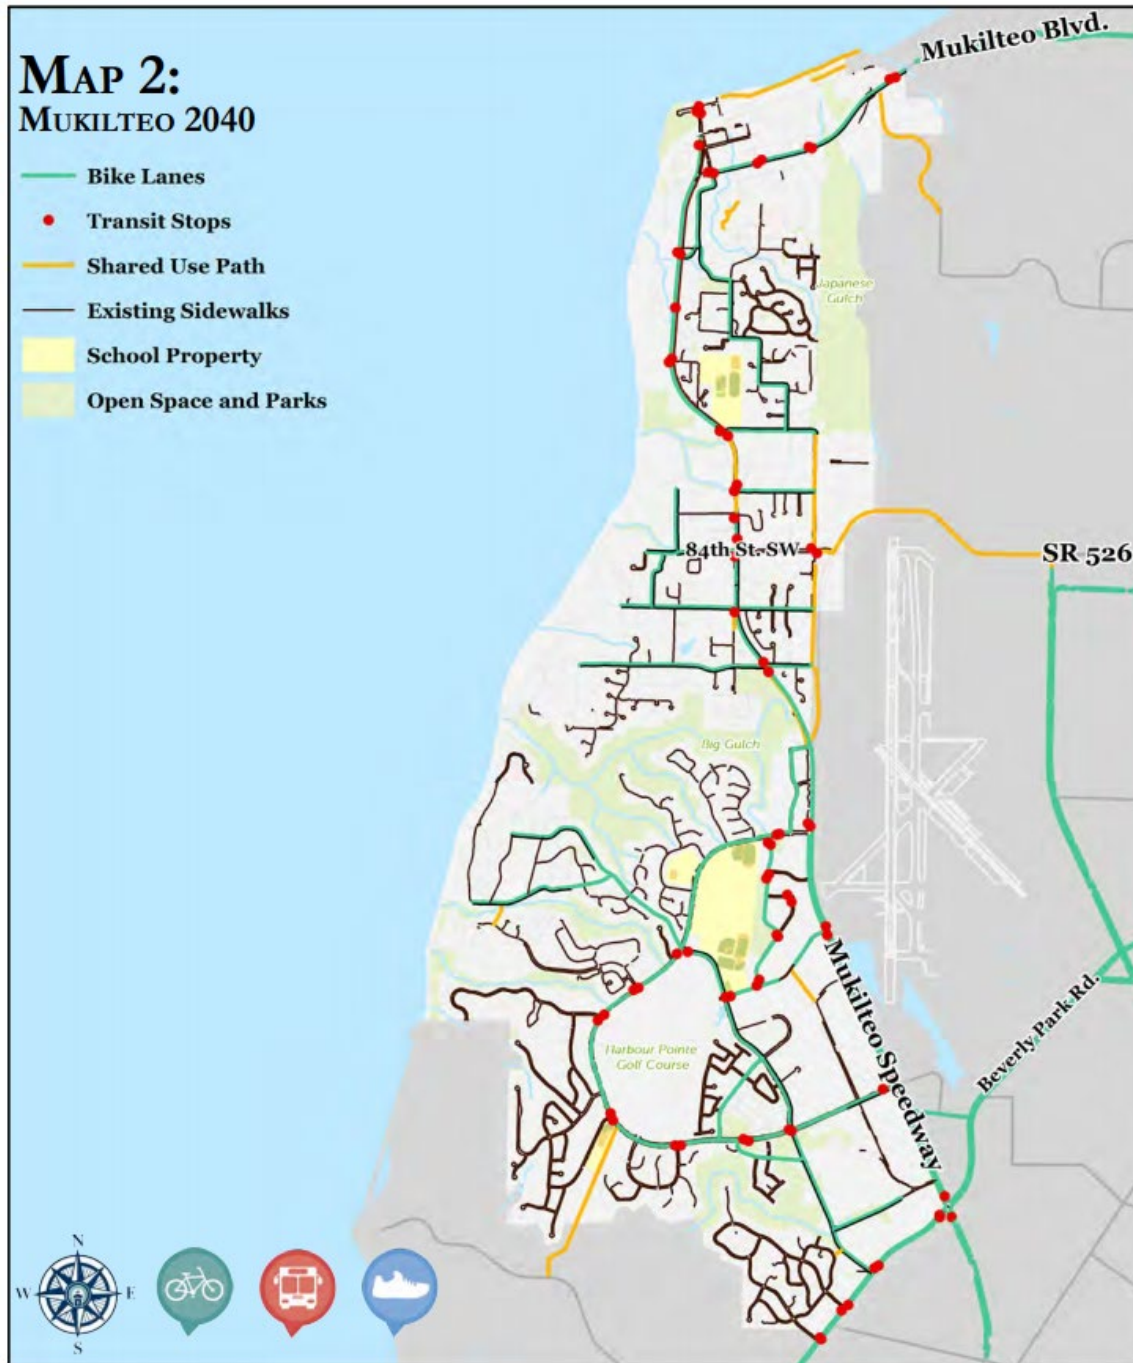 MAP 2:
MUKILTEO 2040
Bike Lanes
Transit Stops
Shared Use Path
Existing Sidewalks
School Property
Open Space and Parks
Mukilteo Blvd.
Japanese
Gulch
84th St. SW
SR 526
Big Gulch
Mukilteo Speedway
Beverly Park Rd.
Harbour Pointe
Golf Course
N
W
E
S